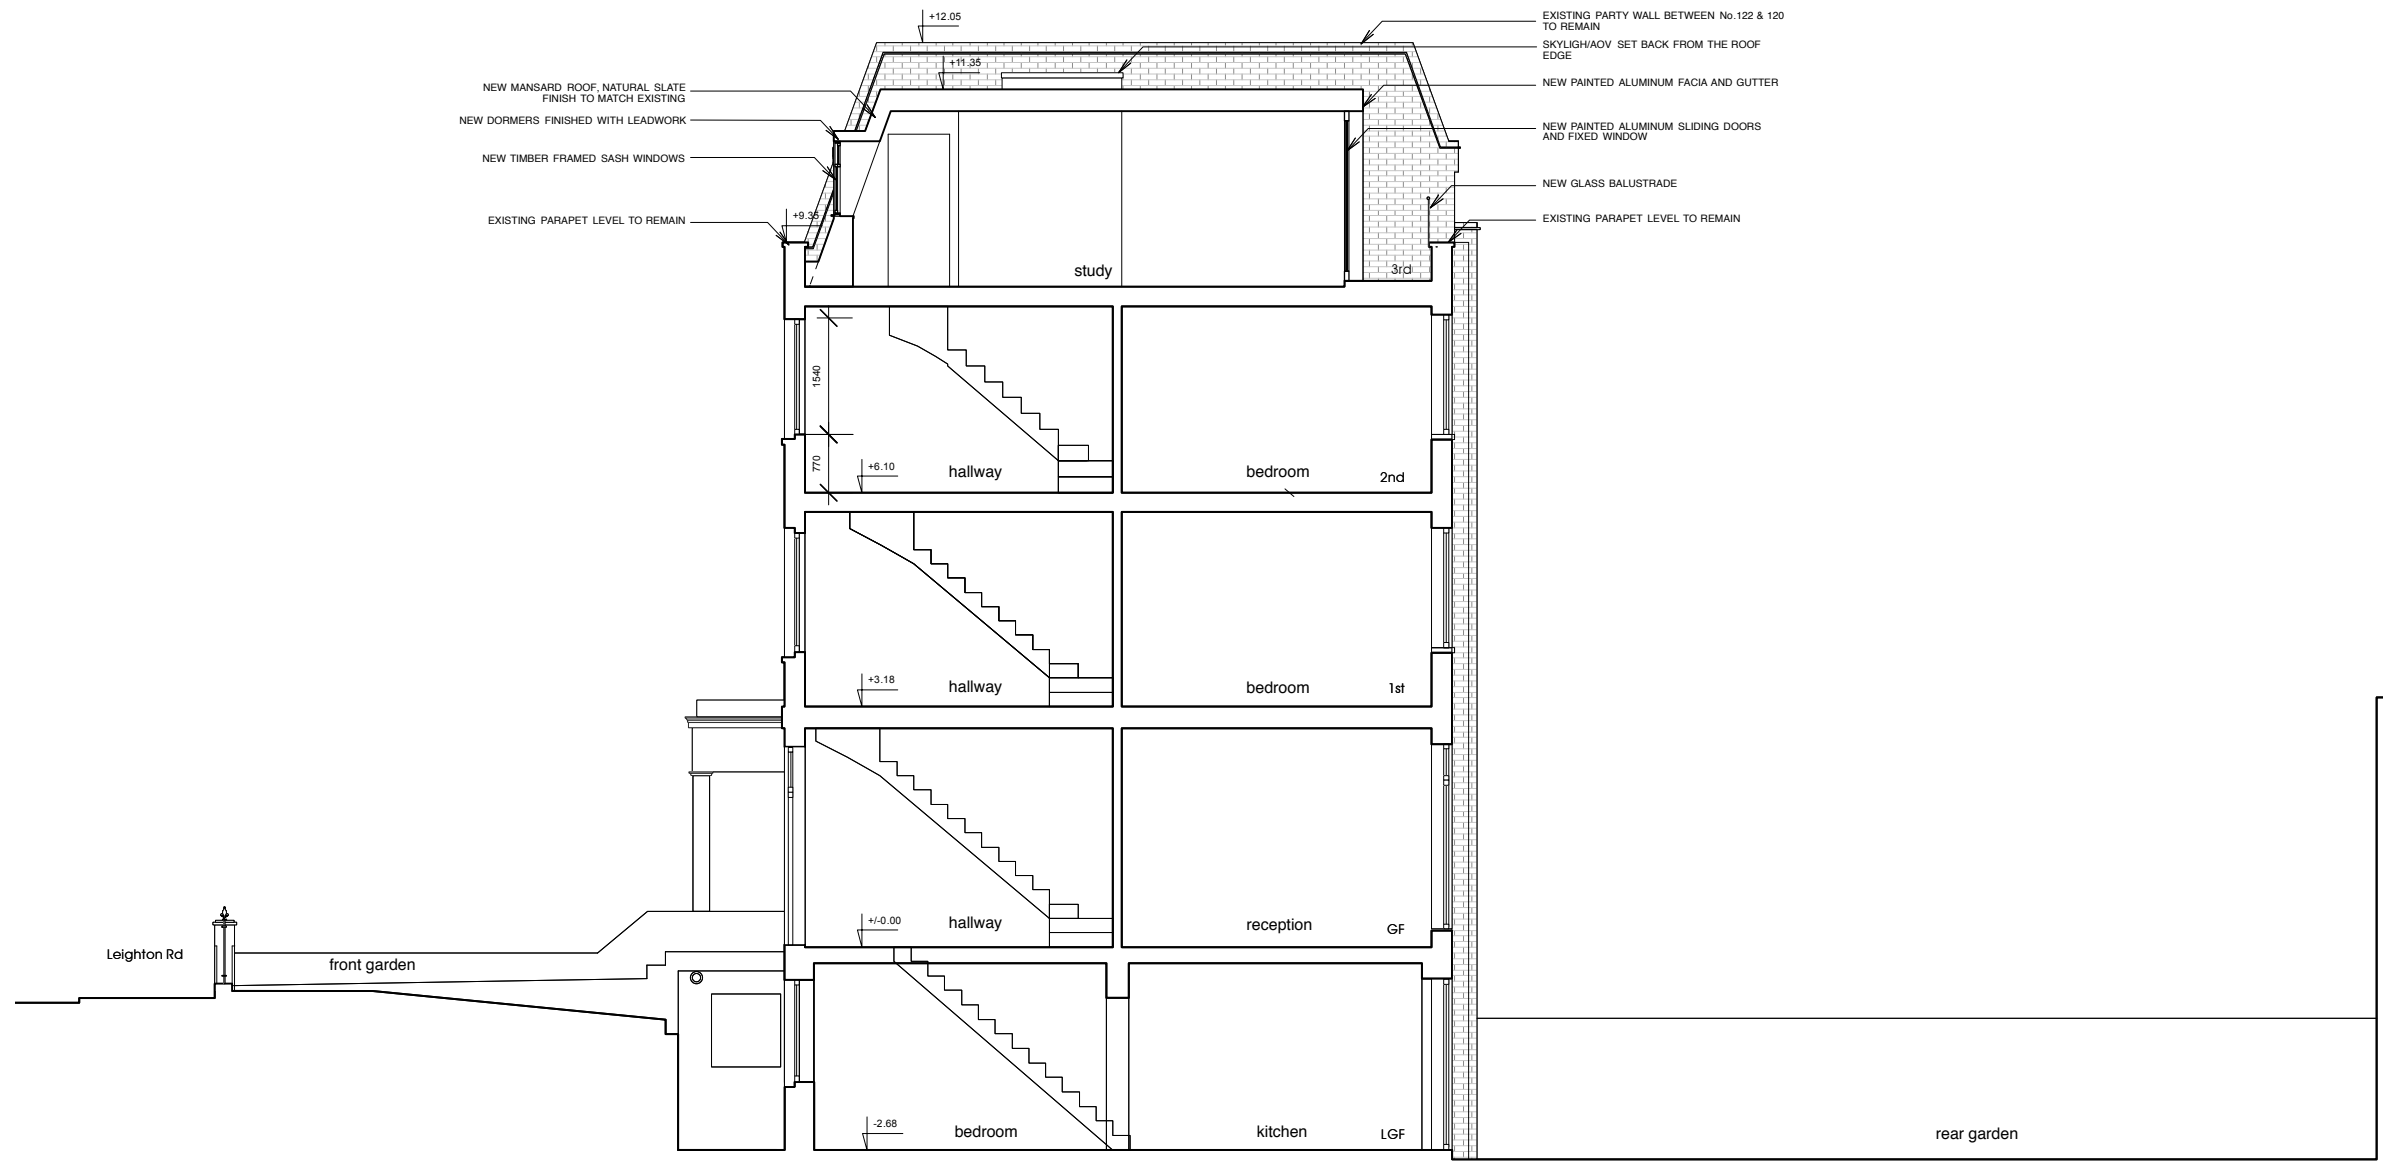 +12.05
EXISTING PARTY WALL BETWEEN No.122 & 120
TO REMAIN
SKYLIGH/AOV SET BACK FROM THE ROOF
EDGE
+11.35
NEW MANSARD ROOF, NATURAL SLATE
FINISH TO MATCH EXISTING
NEW PAINTED ALUMINUM FACIA AND GUTTER
NEW DORMERS FINISHED WITH LEADWORK
NEW PAINTED ALUMINUM SLIDING DOORS
AND FIXED WINDOW
NEW TIMBER FRAMED SASH WINDOWS
NEW GLASS BALUSTRADE
EXISTING PARAPET LEVEL TO REMAIN
+9.35
EXISTING PARAPET LEVEL TO REMAIN
study
3rd
1540
770
+6.10
hallway
bedroom
2nd
+3.18
hallway
bedroom
1st
+/-0.00
hallway
reception
GF
Leighton Rd
front garden
-2.68
bedroom
kitchen
LGF
rear garden